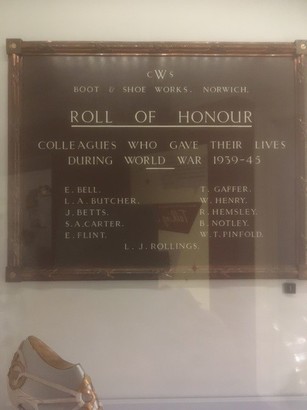 CWS
BOOT & SHOE WORKS, NORWICH.
ROLL OF HONOUR
COLLEAGUES WHO GAVE THEIR LIVES
DURING WORLD WAR 1939-45
E. BELL.
L. A. BUTCHER.
J. BETTS.
S. A. CARTER.
E. FLINT.
T. GAFFER.
W. HENRY.
R. HEMSLEY.
B. NOTLEY.
W. T. PINFOLD.
L. J. ROLLINGS.